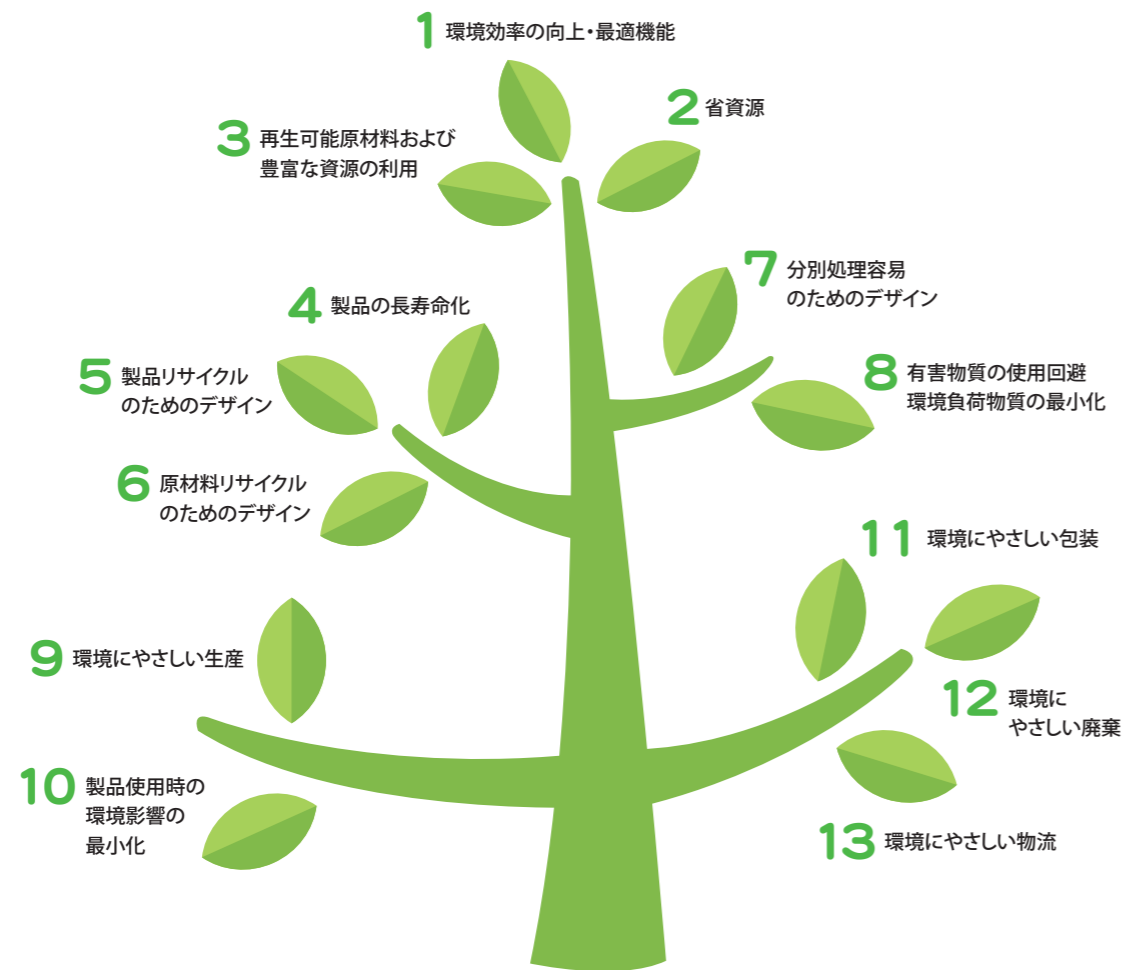 1 環境効率の向上・最適機能
2 省資源
3 再生可能原材料および
豊富な資源の利用
4 製品の長寿命化
5 製品リサイクル
のためのデザイン
6 原材料リサイクル
のためのデザイン
7 分別処理容易
のためのデザイン
8 有害物質の使用回避
環境負荷物質の最小化
9 環境にやさしい生産
10 製品使用時の
環境影響の
最小化
11 環境にやさしい包装
12 環境に
やさしい廃棄
13 環境にやさしい物流